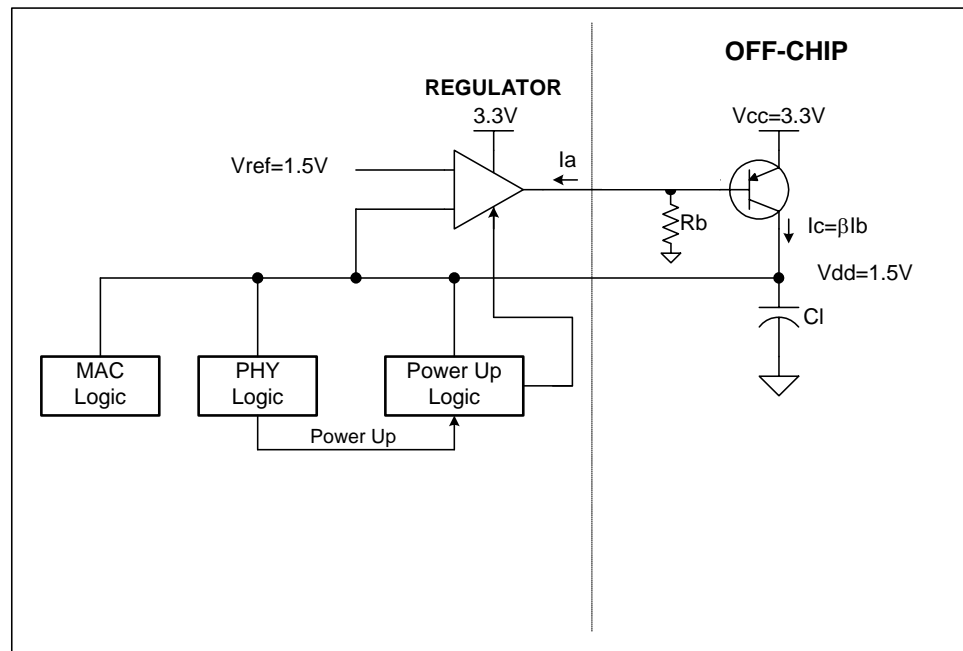 OFF-CHIP
REGULATOR
3.3V
Vcc=3.3V
Vref=1.5V
Ia
Rb
Ic=βIb
Vdd=1.5V
Cl
MAC
Logic
PHY
Logic
Power Up
Logic
Power Up